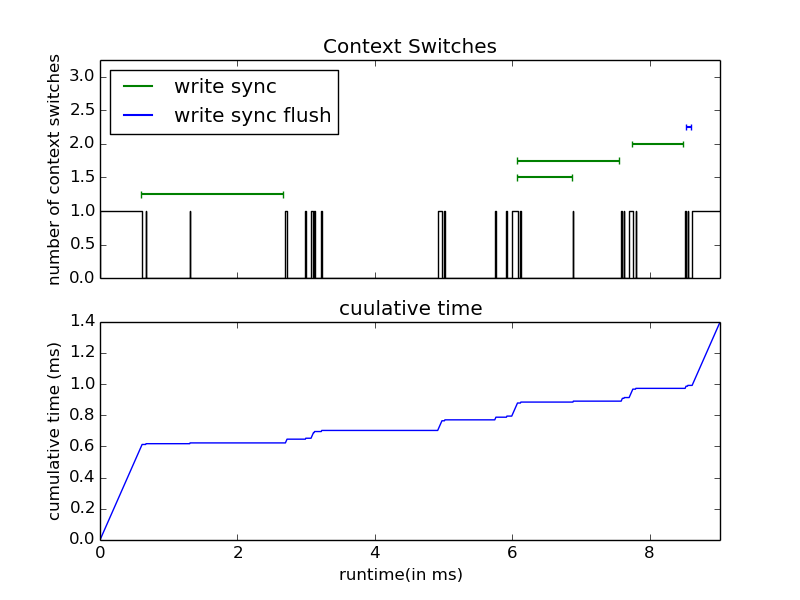 Context Switches
number of context switches
3.0
2.5
2.0
1.5
1.0
0.5
0.0
write sync
write sync flush
cuulative time
cumulative time (ms)
1.4
1.2
1.0
0.8
0.6
0.4
0.2
0.0
0 2 4 6 8
runtime(in ms)